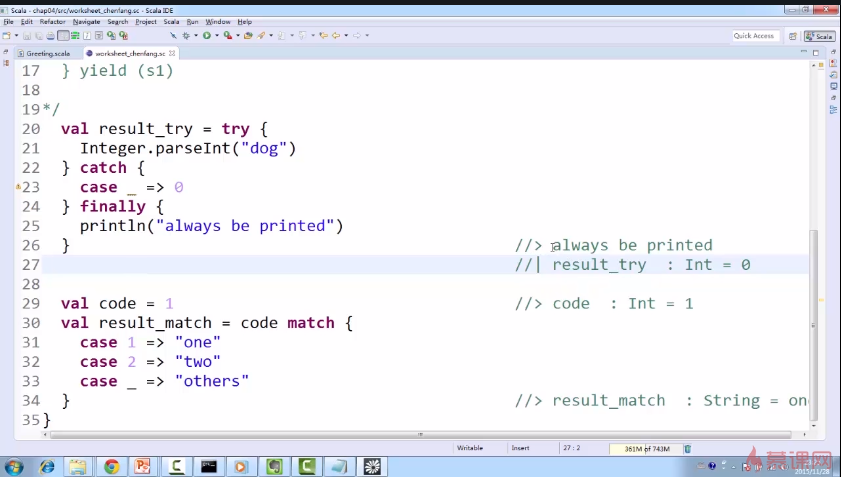 Scala - chap04/src/worksheet_chenfang.sc - Scala IDE
File Edit Refactor Navigate Search Project Scala Run Window Help
Quick Access
Scala
Greeting.scala worksheet_chenfang.sc
17 } yield (s1)
18
19 */
20 val result_try = try {
21 Integer.parseInt("dog")
22 } catch {
23 case _ => 0
24 } finally {
25 println("always be printed")
26 } //> always be printed
27 //| result_try : Int = 0
28
29 val code = 1 //> code : Int = 1
30 val result_match = code match {
31 case 1 => "one"
32 case 2 => "two"
33 case _ => "others"
34 } //> result_match : String = one
35 }
Writable Insert 27 : 2 361M of 743M
慕课网
2015/11/28